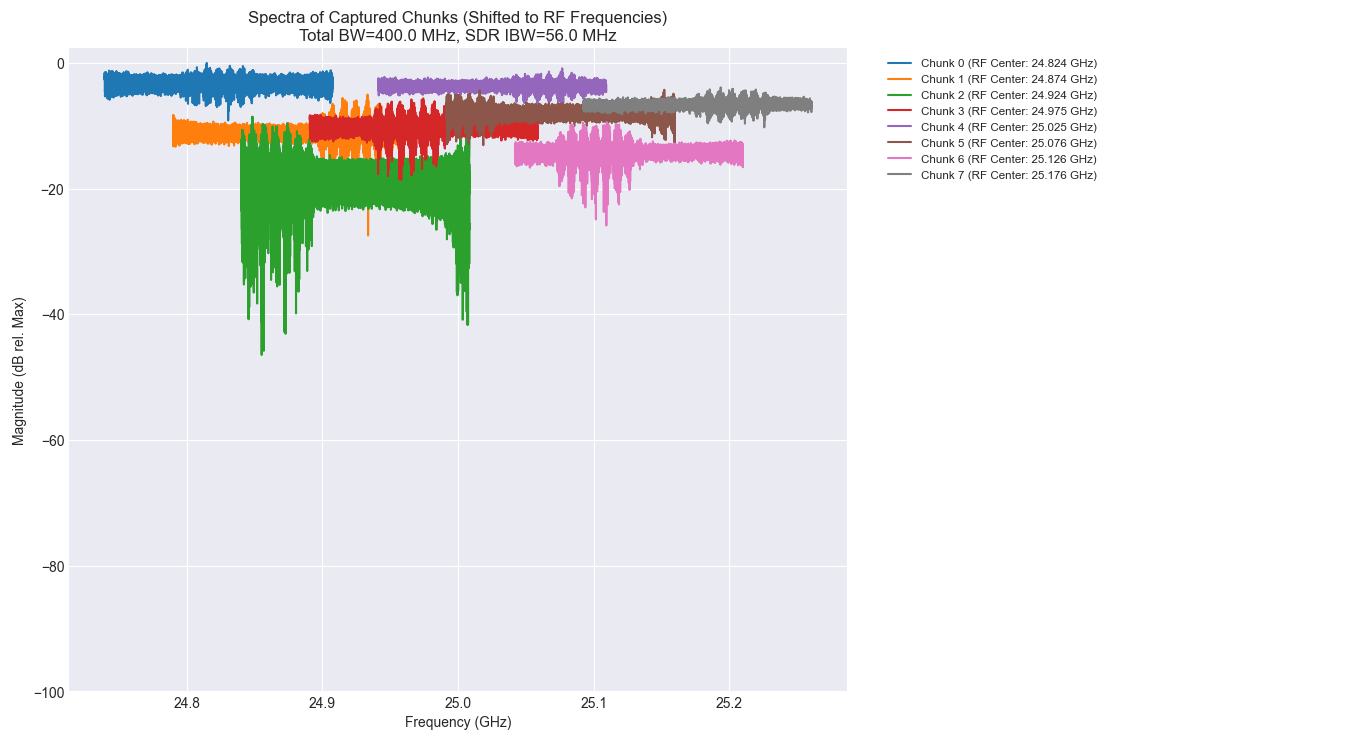 Spectra of Captured Chunks (Shifted to RF Frequencies)
Total BW=400.0 MHz, SDR IBW=56.0 MHz
Chunk 0 (RF Center: 24.824 GHz)
Chunk 1 (RF Center: 24.874 GHz)
Chunk 2 (RF Center: 24.924 GHz)
Chunk 3 (RF Center: 24.975 GHz)
Chunk 4 (RF Center: 25.025 GHz)
Chunk 5 (RF Center: 25.076 GHz)
Chunk 6 (RF Center: 25.126 GHz)
Chunk 7 (RF Center: 25.176 GHz)
Magnitude (dB rel. Max)
0
−20
−40
−60
−80
−100
24.8 24.9 25.0 25.1 25.2
Frequency (GHz)